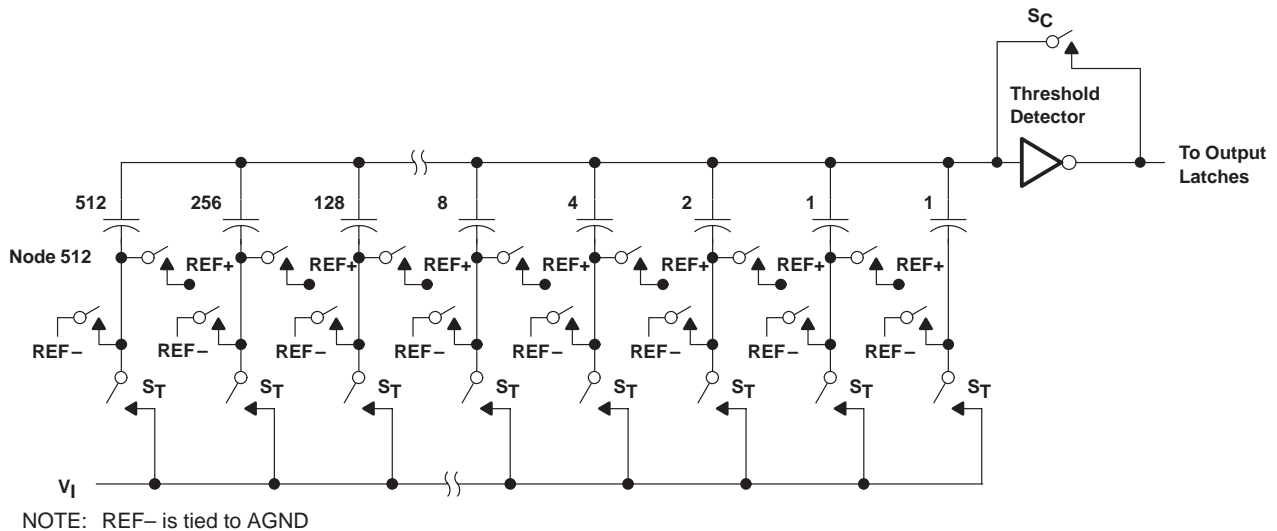 SC
Threshold
Detector
To Output
Latches
512 256 128 8 4 2 1 1
Node 512 REF+ REF+ REF+ REF+ REF+ REF+ REF+
REF– REF– REF– REF– REF– REF– REF– REF–
ST ST ST ST ST ST ST ST
VI
NOTE: REF– is tied to AGND